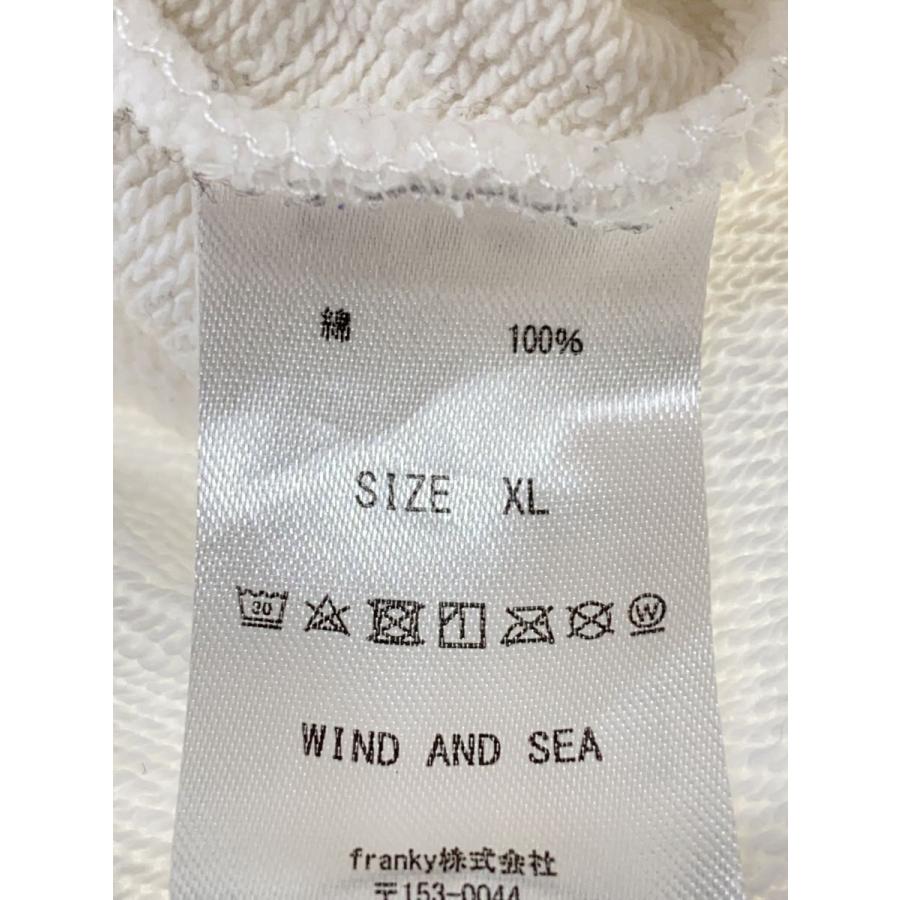 綿 100%
SIZE XL
30 W
WIND AND SEA
franky株式会社
〒153-0044